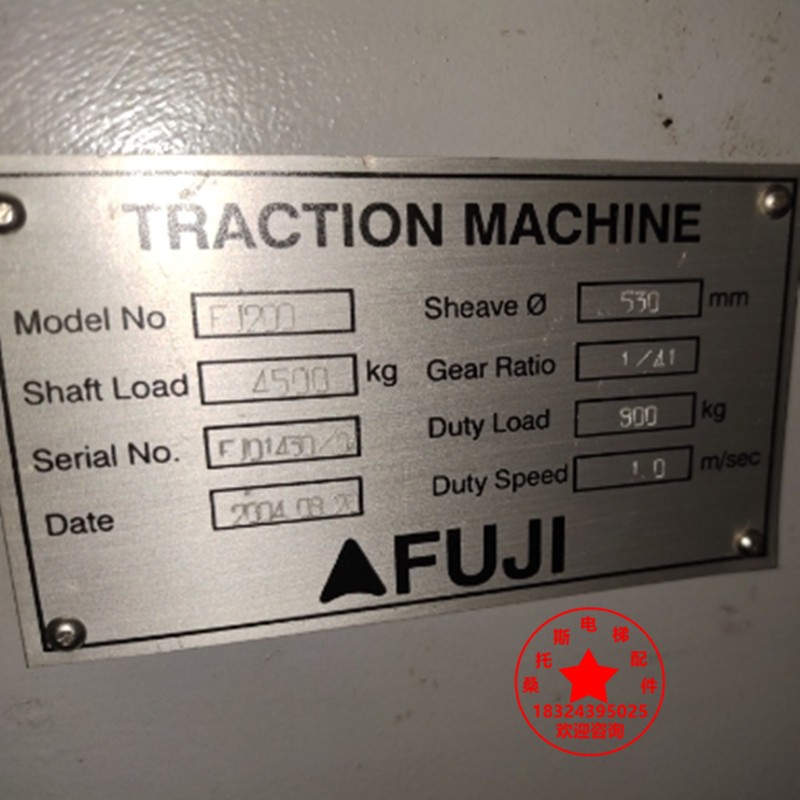 TRACTION MACHINE
Model No FJ200
Shaft Load 4500 kg
Serial No.
Date
Sheave Ø 530 mm
Gear Ratio 1/41
Duty Load 900 kg
Duty Speed 1.0 m/sec
FUJI
桑托斯电梯配件
18324395025
欢迎咨询